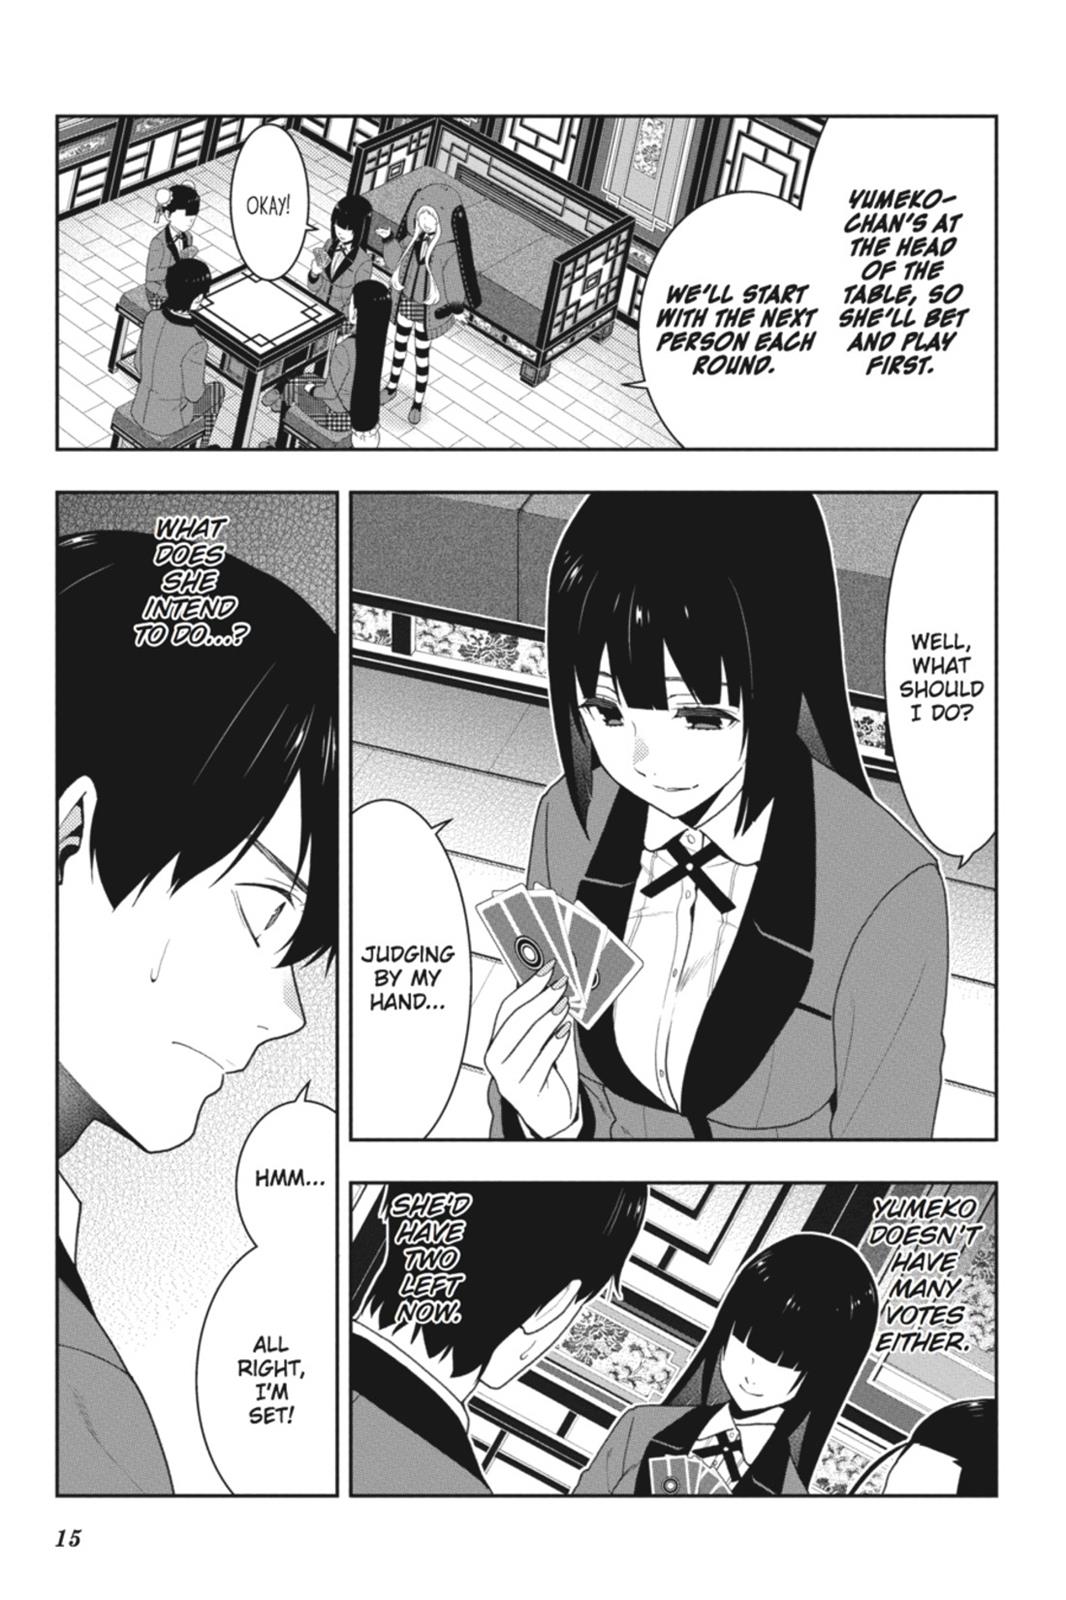 YUMEKO-
CHAN'S AT
THE HEAD
OF THE
TABLE, SO
SHE'LL BET
AND PLAY
FIRST.
WE'LL START
WITH THE NEXT
PERSON EACH
ROUND.
OKAY!
WELL,
WHAT
SHOULD
I DO?
JUDGING
BY MY
HAND...
WHAT
DOES
SHE
INTEND
TO DO...?
YUMEKO
DOESN'T
HAVE
MANY
VOTES
EITHER.
SHE'D
HAVE
TWO
LEFT
NOW.
HMM...
ALL
RIGHT,
I'M
SET!
15